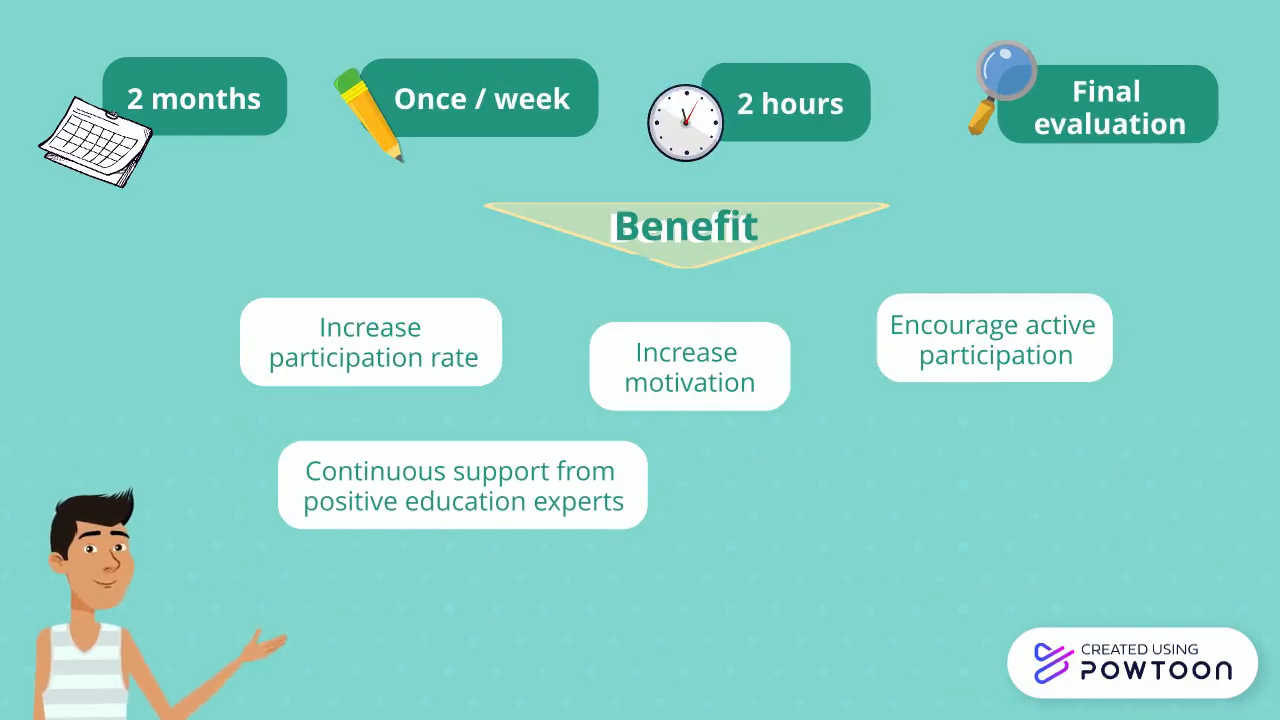 2 months
Once / week
2 hours
Final
evaluation
Benefit
Increase
participation rate
Increase
motivation
Encourage active
participation
Continuous support from
positive education experts
CREATED USING
POWTOON